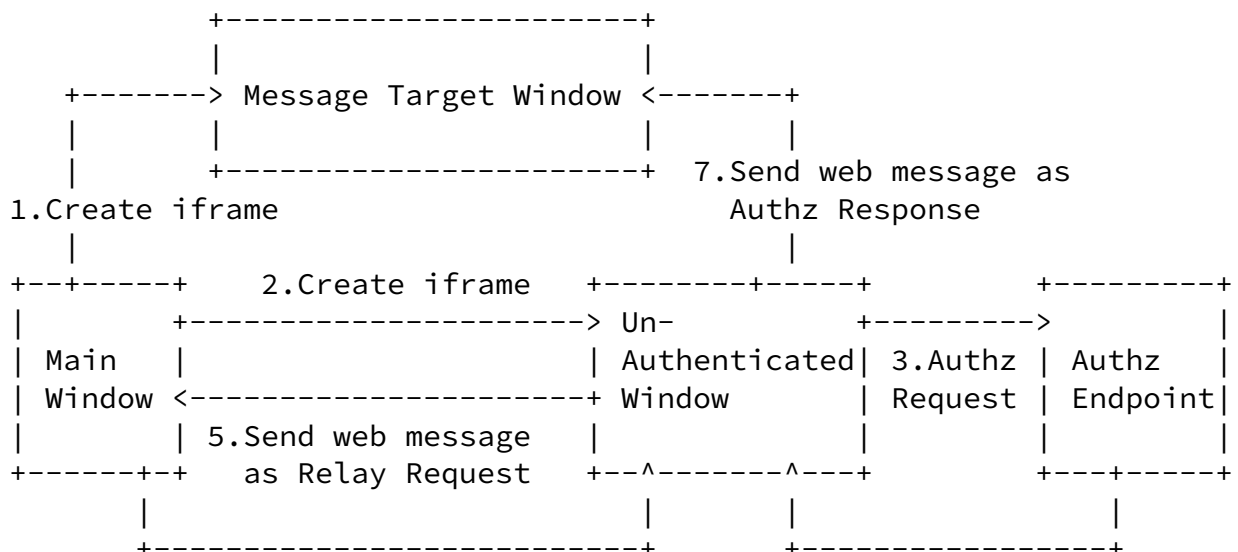 Message Target Window
7.Send web message as
1.Create iframe
Authz Response
2.Create iframe
Un-
Main
Authenticated
3.Authz
Authz
Window
Window
Request
Endpoint
5.Send web message
as Relay Request